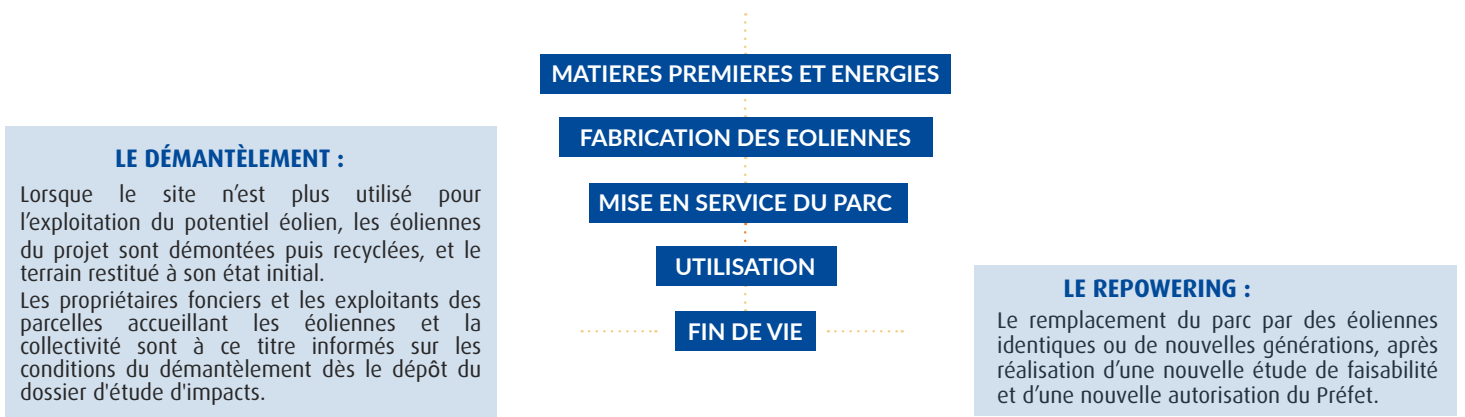 MATIERES PREMIERES ET ENERGIES
FABRICATION DES EOLIENNES
MISE EN SERVICE DU PARC
UTILISATION
FIN DE VIE
LE DÉMANTÈLEMENT :
Lorsque le site n’est plus utilisé pour
l’exploitation du potentiel éolien, les éoliennes
du projet sont démontées puis recyclées, et le
terrain restitué à son état initial.
Les propriétaires fonciers et les exploitants des
parcelles accueillant les éoliennes et la
collectivité sont à ce titre informés sur les
conditions du démantèlement dès le dépôt du
dossier d'étude d'impacts.
LE REPOWERING :
Le remplacement du parc par des éoliennes
identiques ou de nouvelles générations, après
réalisation d’une nouvelle étude de faisabilité
et d’une nouvelle autorisation du Préfet.